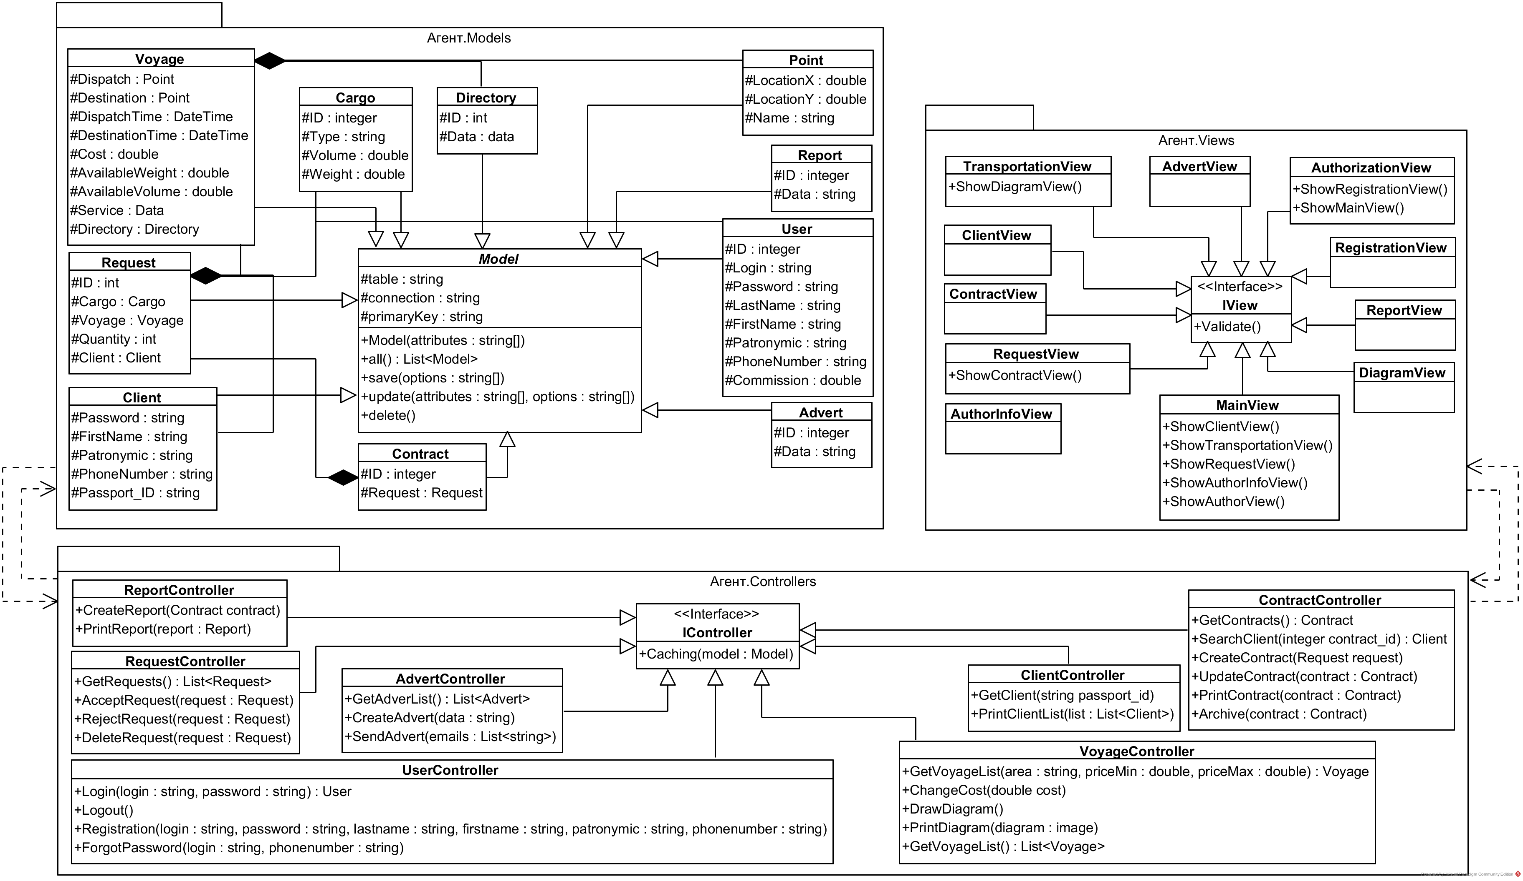 Агент.Models
Voyage
#Dispatch : Point
#Destination : Point
#DispatchTime : DateTime
#DestinationTime : DateTime
#Cost : double
#AvailableWeight : double
#AvailableVolume : double
#Service : Data
#Directory : Directory
Cargo
#ID : integer
#Type : string
#Volume : double
#Weight : double
Directory
#ID : int
#Data : data
Point
#LocationX : double
#LocationY : double
#Name : string
Report
#ID : integer
#Data : string
User
#ID : integer
#Login : string
#Password : string
#LastName : string
#FirstName : string
#Patronymic : string
#PhoneNumber : string
#Commission : double
Request
#ID : int
#Cargo : Cargo
#Voyage : Voyage
#Quantity : int
#Client : Client
Model
#table : string
#connection : string
#primaryKey : string
+Model(attributes : string[])
+all() : List<Model>
+save(options : string[])
+update(attributes : string[], options : string[])
+delete()
Client
#Password : string
#FirstName : string
#Patronymic : string
#PhoneNumber : string
#Passport_ID : string
Contract
#ID : integer
#Request : Request
Advert
#ID : integer
#Data : string
Агент.Views
TransportationView
+ShowDiagramView()
AdvertView
AuthorizationView
+ShowRegistrationView()
+ShowMainView()
ClientView
RegistrationView
<<Interface>>
IView
+Validate()
ContractView
ReportView
RequestView
+ShowContractView()
DiagramView
AuthorInfoView
MainView
+ShowClientView()
+ShowTransportationView()
+ShowRequestView()
+ShowAuthorInfoView()
+ShowAuthorView()
Агент.Controllers
ReportController
+CreateReport(Contract contract)
+PrintReport(report : Report)
<<Interface>>
IController
+Caching(model : Model)
ContractController
+GetContracts() : Contract
+SearchClient(integer contract_id) : Client
+CreateContract(Request request)
+UpdateContract(contract : Contract)
+PrintContract(contract : Contract)
+Archive(contract : Contract)
RequestController
+GetRequests() : List<Request>
+AcceptRequest(request : Request)
+RejectRequest(request : Request)
+DeleteRequest(request : Request)
AdvertController
+GetAdverList() : List<Advert>
+CreateAdvert(data : string)
+SendAdvert(emails : List<string>)
ClientController
+GetClient(string passport_id)
+PrintClientList(list : List<Client>)
UserController
+Login(login : string, password : string) : User
+Logout()
+Registration(login : string, password : string, lastname : string, firstname : string, patronymic : string, phonenumber : string)
+ForgotPassword(login : string, phonenumber : string)
VoyageController
+GetVoyageList(area : string, priceMin : double, priceMax : double) : Voyage
+ChangeCost(double cost)
+DrawDiagram()
+PrintDiagram(diagram : image)
+GetVoyageList() : List<Voyage>